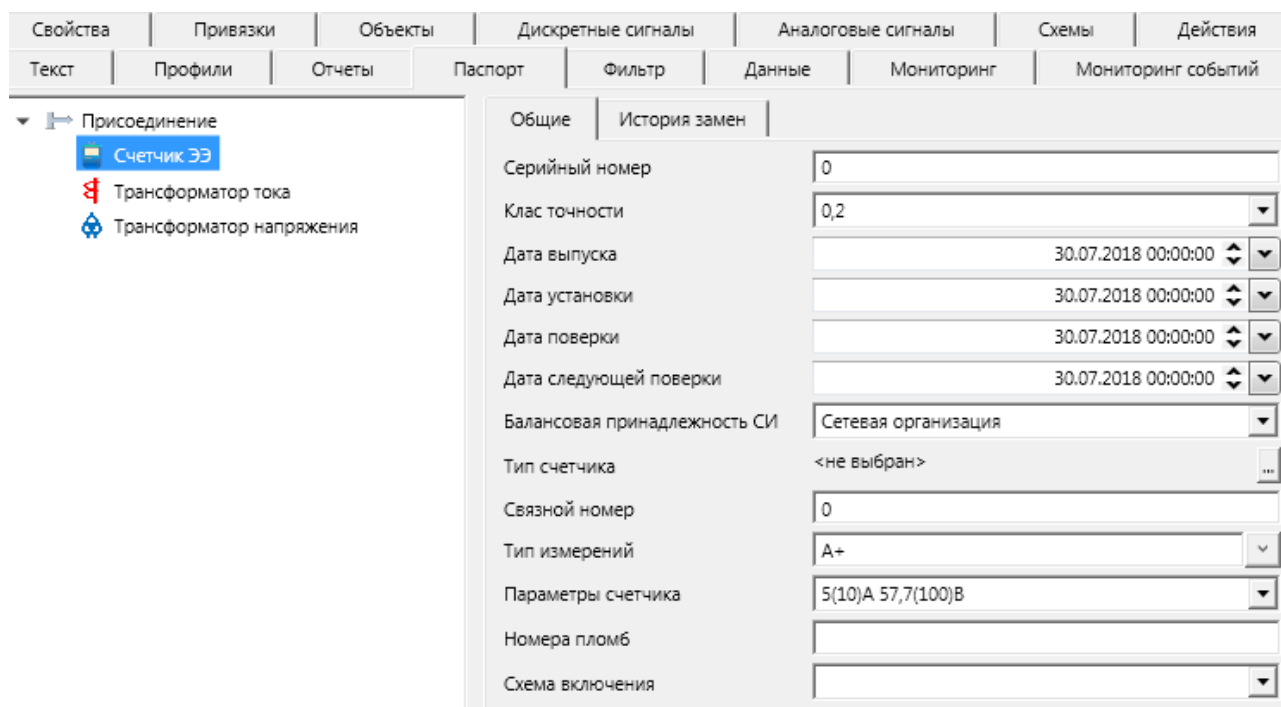 Свойства Привязки Объекты Дискретные сигналы Аналоговые сигналы Схемы Действия
Текст Профили Отчеты Паспорт Фильтр Данные Мониторинг Мониторинг событий
Присоединение
Счетчик ЭЭ
Трансформатор тока
Трансформатор напряжения
Общие История замен
Серийный номер 0
Клас точности 0,2
Дата выпуска 30.07.2018 00:00:00
Дата установки 30.07.2018 00:00:00
Дата поверки 30.07.2018 00:00:00
Дата следующей поверки 30.07.2018 00:00:00
Балансовая принадлежность СИ Сетевая организация
Тип счетчика <не выбран> ...
Связной номер 0
Тип измерений A+
Параметры счетчика 5(10)А 57,7(100)В
Номера пломб
Схема включения